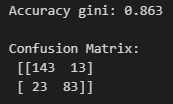 Accuracy gini: 0.863
Confusion Matrix:
[[143 13]
[ 23 83]]